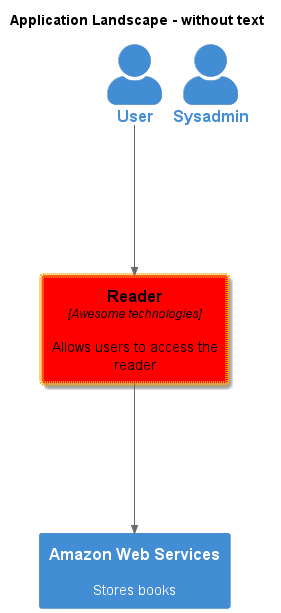 Application Landscape - without text
User
Sysadmin
Reader
[Awesome technologies]
Allows users to access the
reader
Amazon Web Services
Stores books